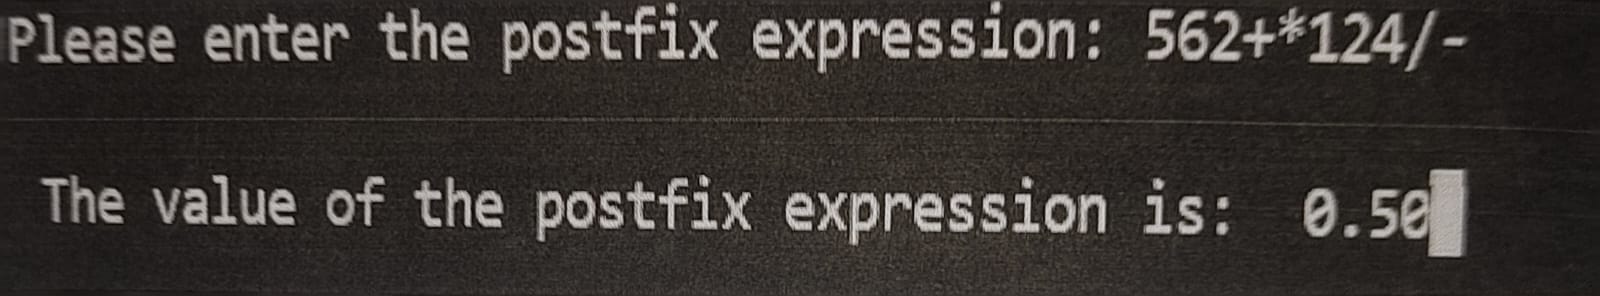 Please enter the postfix expression: 562+*124/-
The value of the postfix expression is: 0.50